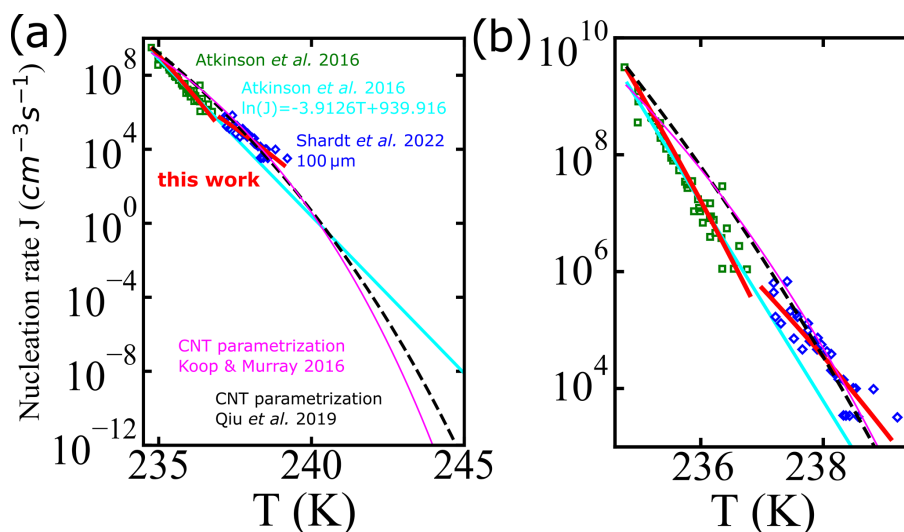 (a)
Nucleation rate J (cm⁻³s⁻¹)
10⁸
10⁴
10⁰
10⁻⁴
10⁻⁸
10⁻¹²
Atkinson et al. 2016
Atkinson et al. 2016
ln(J)=-3.9126T+939.916
Shardt et al. 2022
100 μm
this work
CNT parametrization
Koop & Murray 2016
CNT parametrization
Qiu et al. 2019
235 240 245
T (K)
(b)
10¹⁰
10⁸
10⁶
10⁴
236 238
T (K)